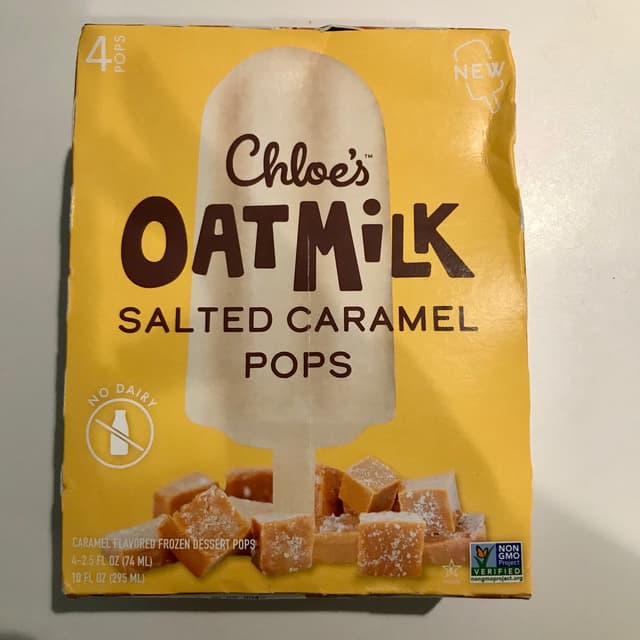 4 POPS
NEW
Chloe's™
OATMiLK
SALTED CARAMEL
POPS
NO DAIRY
CARAMEL FLAVORED FROZEN DESSERT POPS
4-2.5 FL OZ (74 ML)
10 FL OZ (295 ML)
NON
GMO
Project
VERIFIED
nongmoproject.org